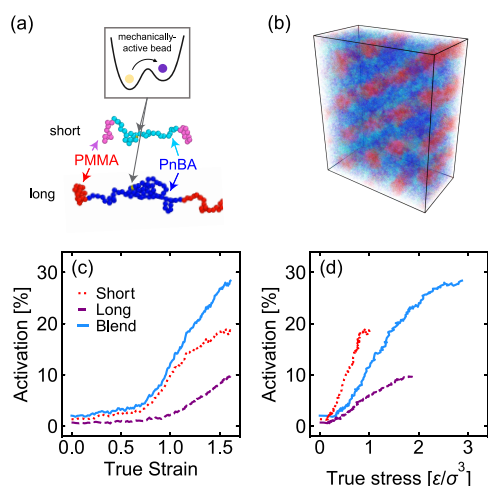 (a)
mechanically-
active bead
short
PMMA
PnBA
long
(b)
(c)
Activation [%]
30
20
10
0
Short
Long
Blend
0.0 0.5 1.0 1.5
True Strain
(d)
Activation [%]
30
20
10
0
0 1 2 3
True stress [ε/σ³]